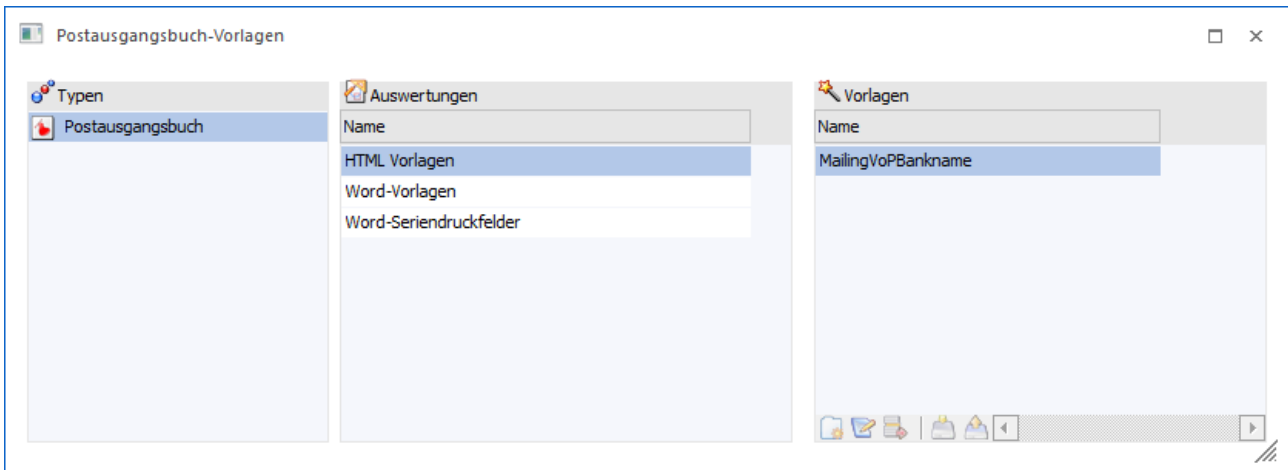 Postausgangsbuch-Vorlagen
Typen
Postausgangsbuch
Auswertungen
Name
HTML Vorlagen
Word-Vorlagen
Word-Seriendruckfelder
Vorlagen
Name
MailingVoPBankname